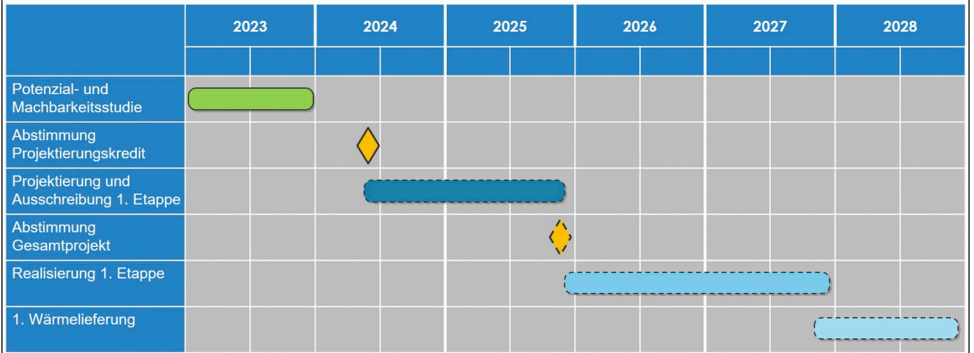 2023 2024 2025 2026 2027 2028
Potenzial- und
Machbarkeitsstudie
Abstimmung
Projektierungskredit
Projektierung und
Ausschreibung 1. Etappe
Abstimmung
Gesamtprojekt
Realisierung 1. Etappe
1. Wärmelieferung